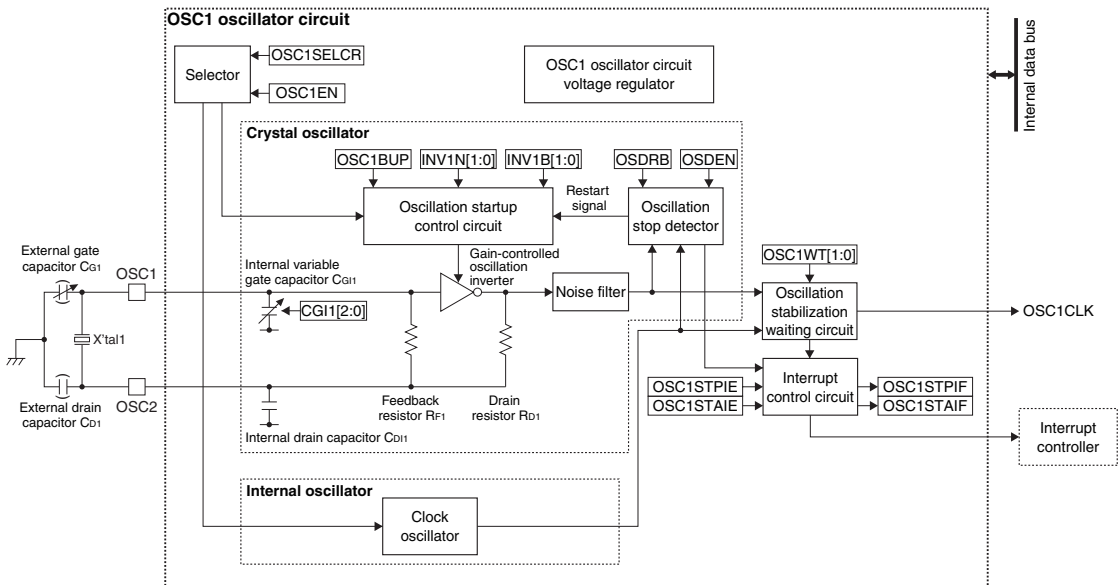 OSC1 oscillator circuit
Selector
OSC1SELCR
OSC1EN
OSC1 oscillator circuit
voltage regulator
Internal data bus
Crystal oscillator
OSC1BUP
INV1N[1:0]
INV1B[1:0]
OSDRB
OSDEN
Oscillation startup
control circuit
Restart
signal
Oscillation
stop detector
External gate
capacitor CG1
OSC1
Internal variable
gate capacitor CGI1
Gain-controlled
oscillation
inverter
OSC1WT[1:0]
CGI1[2:0]
Noise filter
Oscillation
stabilization
waiting circuit
OSC1CLK
X'tal1
OSC2
External drain
capacitor CD1
Feedback
resistor RF1
Drain
resistor RD1
Internal drain capacitor CDI1
OSC1STPIE
OSC1STAIE
Interrupt
control circuit
OSC1STPIF
OSC1STAIF
Interrupt
controller
Internal oscillator
Clock
oscillator